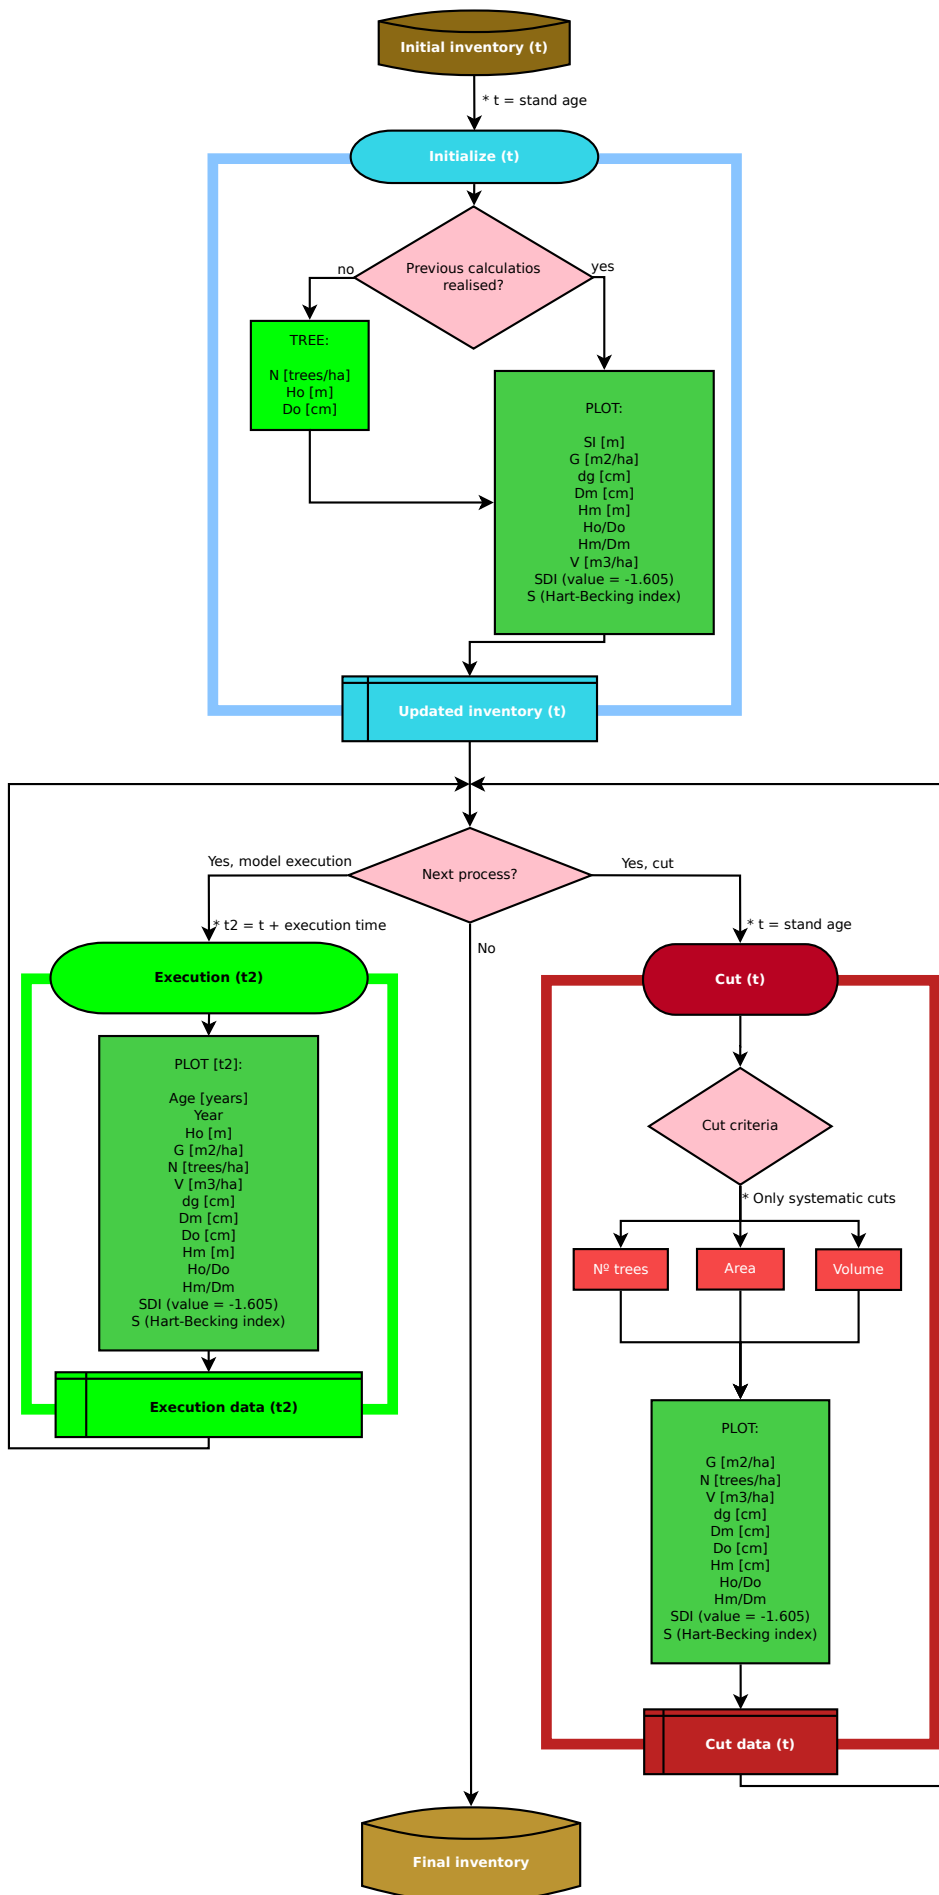 Initial inventory (t)
* t = stand age
Initialize (t)
Previous calculatios
realised?
no
yes
TREE:
N [trees/ha]
Ho [m]
Do [cm]
PLOT:
SI [m]
G [m2/ha]
dg [cm]
Dm [cm]
Hm [m]
Ho/Do
Hm/Dm
V [m3/ha]
SDI (value = -1.605)
S (Hart-Becking index)
Updated inventory (t)
Next process?
Yes, model execution
Yes, cut
No
* t2 = t + execution time
Execution (t2)
PLOT [t2]:
Age [years]
Year
Ho [m]
G [m2/ha]
N [trees/ha]
V [m3/ha]
dg [cm]
Dm [cm]
Do [cm]
Hm [m]
Ho/Do
Hm/Dm
SDI (value = -1.605)
S (Hart-Becking index)
Execution data (t2)
* t = stand age
Cut (t)
Cut criteria
* Only systematic cuts
Nº trees
Area
Volume
PLOT:
G [m2/ha]
N [trees/ha]
V [m3/ha]
dg [cm]
Dm [cm]
Do [cm]
Hm [cm]
Ho/Do
Hm/Dm
SDI (value = -1.605)
S (Hart-Becking index)
Cut data (t)
Final inventory